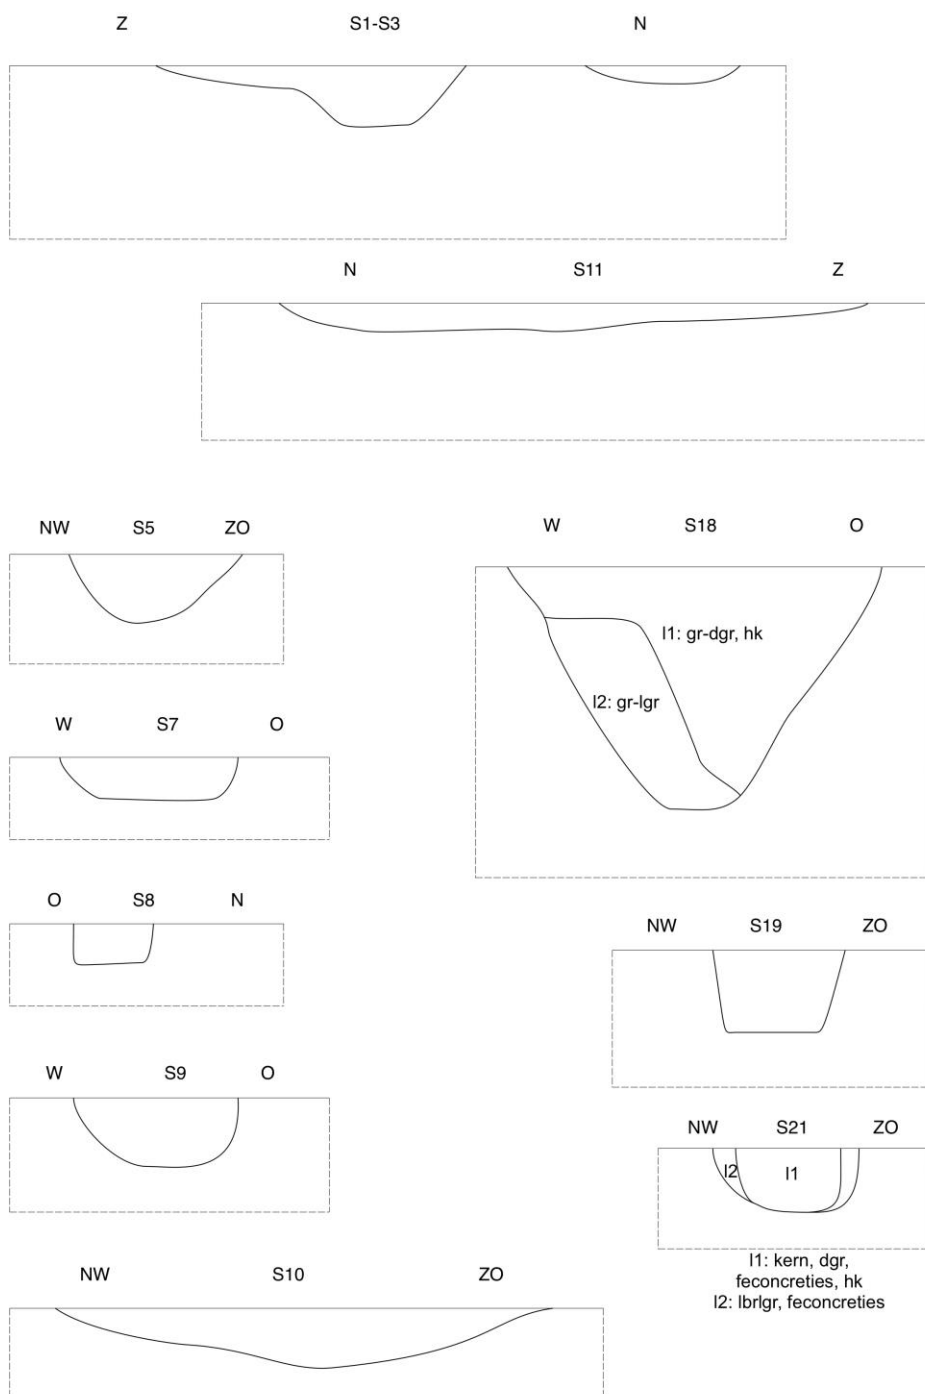 Z S1-S3 N
N S11 Z
NW S5 ZO
W S18 O
l1: gr-dgr, hk
l2: gr-lgr
W S7 O
O S8 N
NW S19 ZO
W S9 O
NW S21 ZO
l2 l1
l1: kern, dgr,
feconcreties, hk
l2: lbrlgr, feconcreties
NW S10 ZO